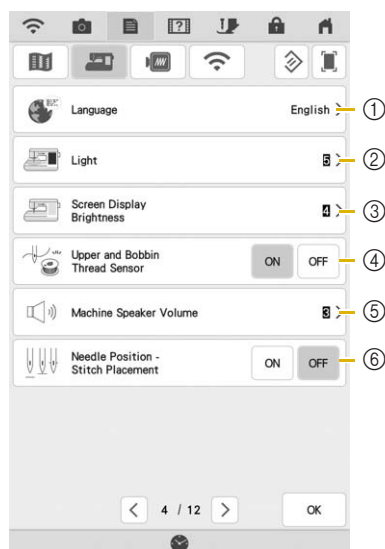 Language
English >
①
Light
5 >
②
Screen Display
Brightness
4 >
③
Upper and Bobbin
Thread Sensor
ON
OFF
④
Machine Speaker Volume
3 >
⑤
Needle Position -
Stitch Placement
ON
OFF
⑥
< 4 / 12 >
OK